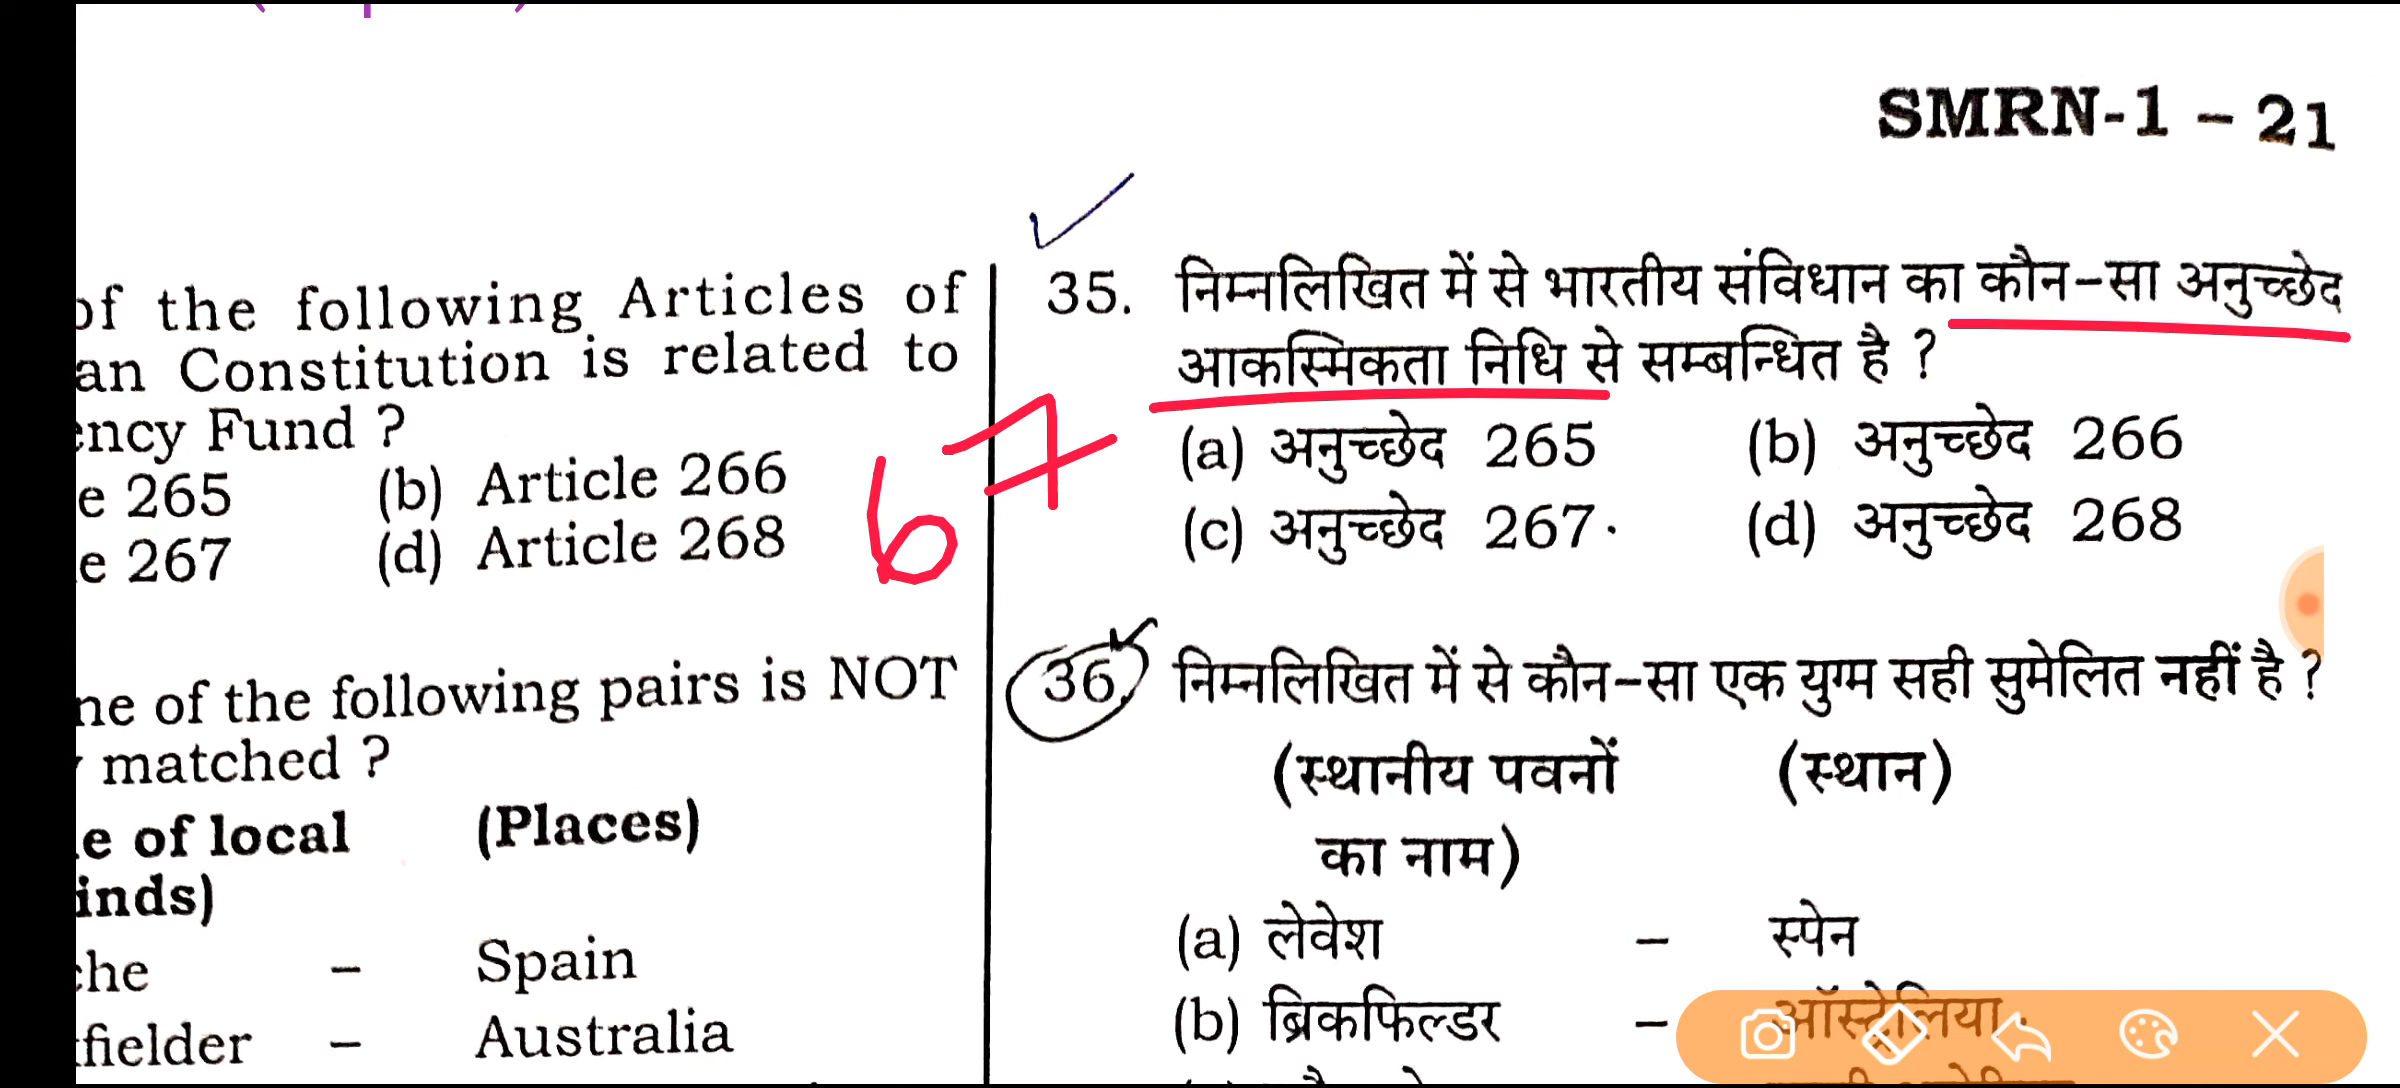 SMRN-1 – 21
of the following Articles of
an Constitution is related to
ency Fund ?
e 265 (b) Article 266
e 267 (d) Article 268
ne of the following pairs is NOT
matched ?
e of local (Places)
inds)
che – Spain
fielder – Australia
67
35. निम्नलिखित में से भारतीय संविधान का कौन-सा अनुच्छेद
आकस्मिकता निधि से सम्बन्धित है ?
(a) अनुच्छेद 265 (b) अनुच्छेद 266
(c) अनुच्छेद 267. (d) अनुच्छेद 268
36. निम्नलिखित में से कौन-सा एक युग्म सही सुमेलित नहीं है ?
(स्थानीय पवनों (स्थान)
का नाम)
(a) लेवेश – स्पेन
(b) ब्रिकफिल्डर – ऑस्ट्रेलिया